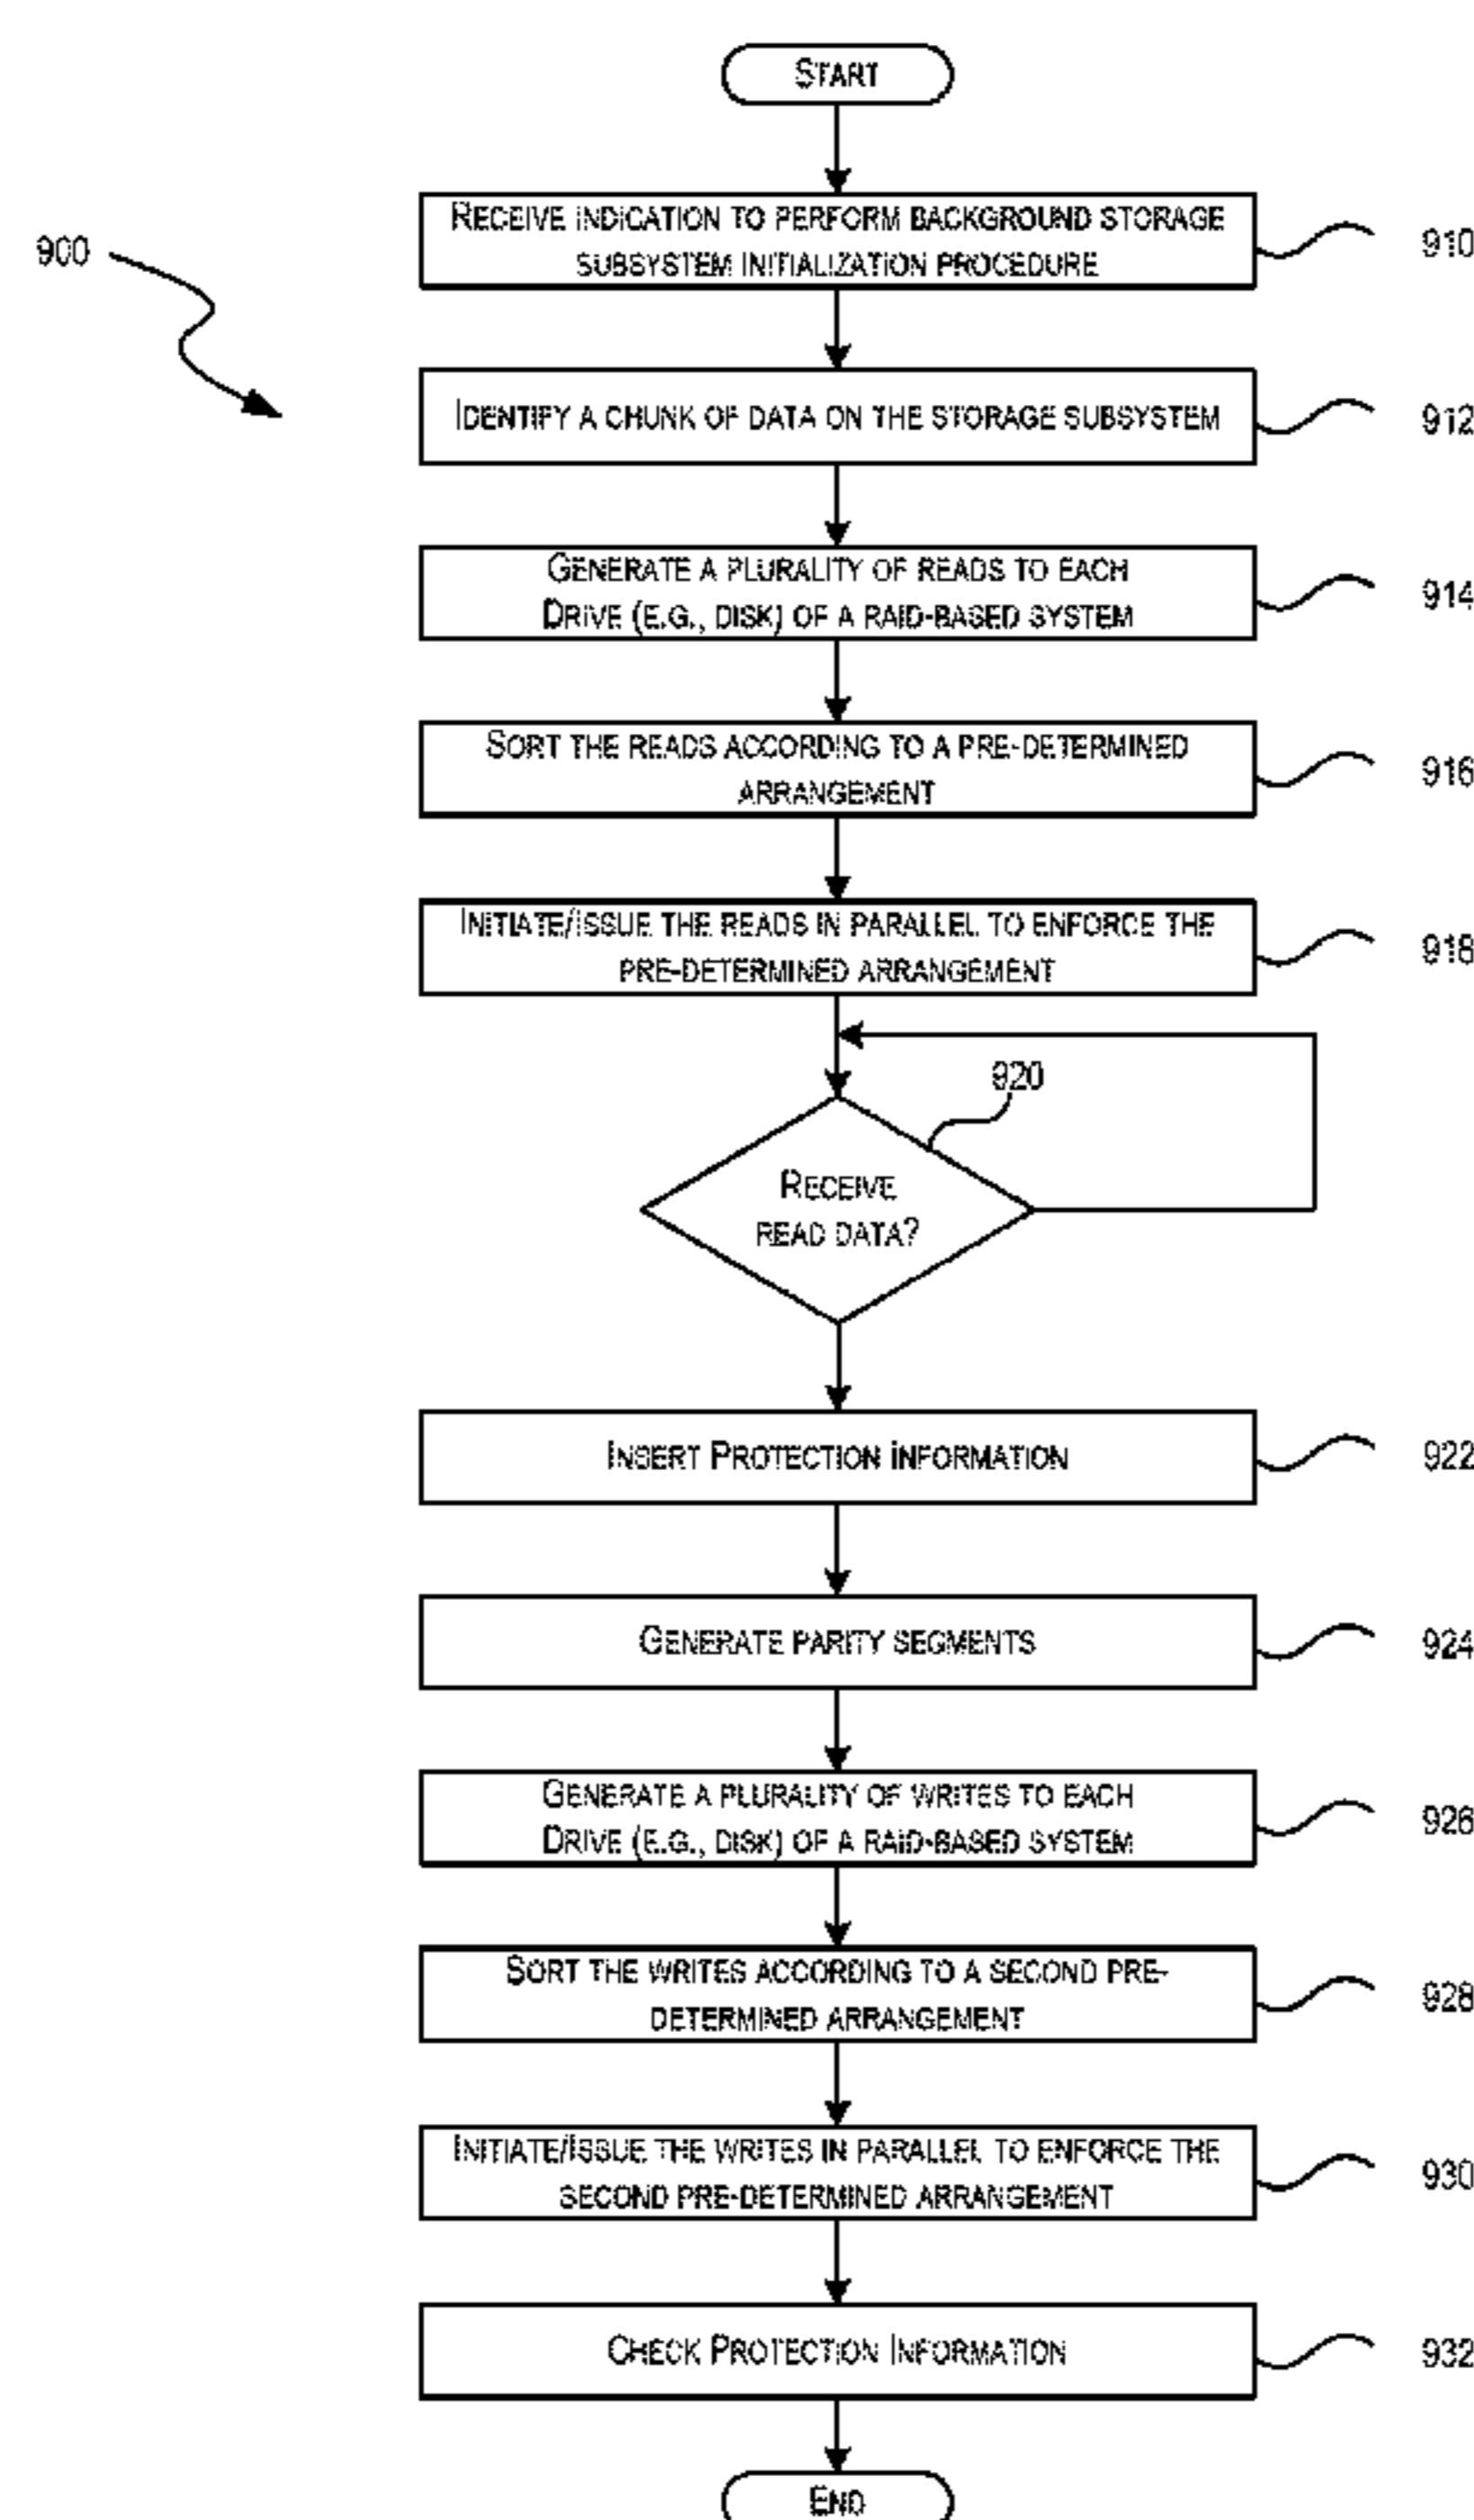 START
900
RECEIVE INDICATION TO PERFORM BACKGROUND STORAGE
SUBSYSTEM INITIALIZATION PROCEDURE
910
IDENTIFY A CHUNK OF DATA ON THE STORAGE SUBSYSTEM
912
GENERATE A PLURALITY OF READS TO EACH
DRIVE (E.G., DISK) OF A RAID-BASED SYSTEM
914
SORT THE READS ACCORDING TO A PRE-DETERMINED
ARRANGEMENT
916
INITIATE/ISSUE THE READS IN PARALLEL TO ENFORCE THE
PRE-DETERMINED ARRANGEMENT
918
920
RECEIVE
READ DATA?
INSERT PROTECTION INFORMATION
922
GENERATE PARITY SEGMENTS
924
GENERATE A PLURALITY OF WRITES TO EACH
DRIVE (E.G., DISK) OF A RAID-BASED SYSTEM
926
SORT THE WRITES ACCORDING TO A SECOND PRE-
DETERMINED ARRANGEMENT
928
INITIATE/ISSUE THE WRITES IN PARALLEL TO ENFORCE THE
SECOND PRE-DETERMINED ARRANGEMENT
930
CHECK PROTECTION INFORMATION
932
END